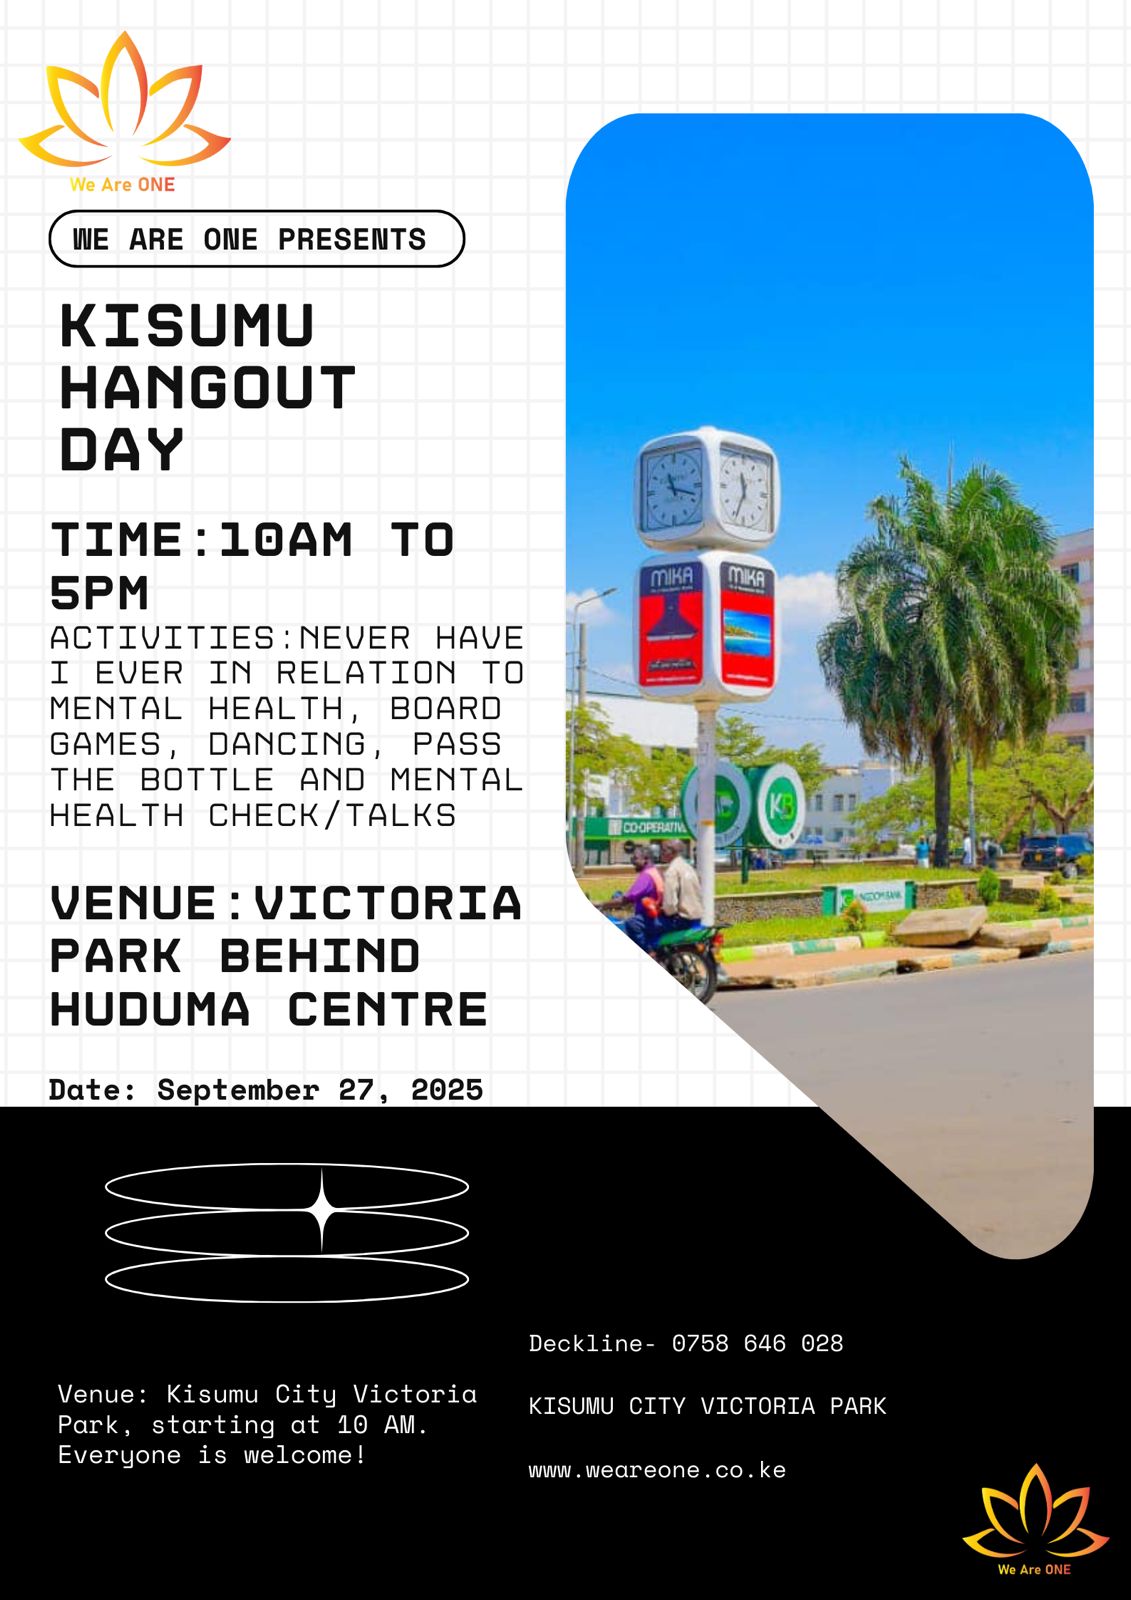 We Are ONE
WE ARE ONE PRESENTS
KISUMU
HANGOUT
DAY
TIME:10AM TO
5PM
ACTIVITIES:NEVER HAVE
I EVER IN RELATION TO
MENTAL HEALTH, BOARD
GAMES, DANCING, PASS
THE BOTTLE AND MENTAL
HEALTH CHECK/TALKS
VENUE:VICTORIA
PARK BEHIND
HUDUMA CENTRE
Date: September 27, 2025
MIKA
MIKA
CO-OPERATIVE
KB
Venue: Kisumu City Victoria
Park, starting at 10 AM.
Everyone is welcome!
Deckline- 0758 646 028
KISUMU CITY VICTORIA PARK
www.weareone.co.ke
We Are ONE